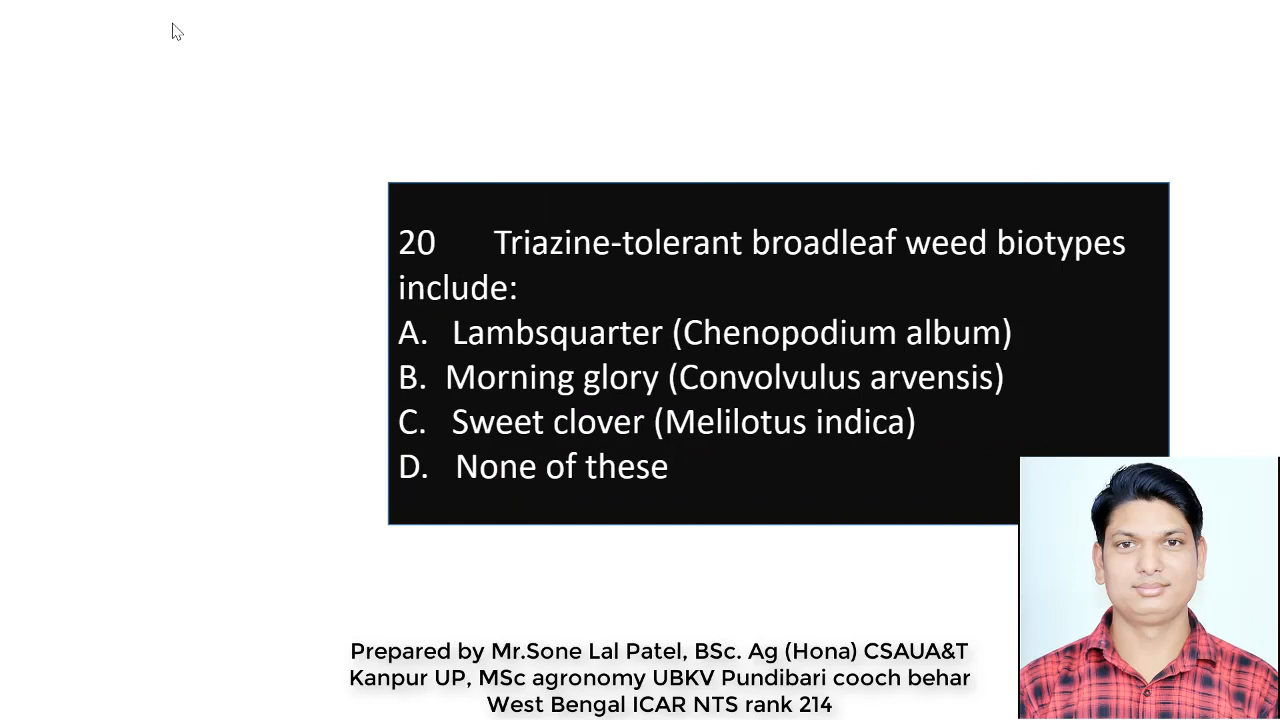 20 Triazine-tolerant broadleaf weed biotypes
include:
A. Lambsquarter (Chenopodium album)
B. Morning glory (Convolvulus arvensis)
C. Sweet clover (Melilotus indica)
D. None of these
Prepared by Mr.Sone Lal Patel, BSc. Ag (Hona) CSAUA&T
Kanpur UP, MSc agronomy UBKV Pundibari cooch behar
West Bengal ICAR NTS rank 214